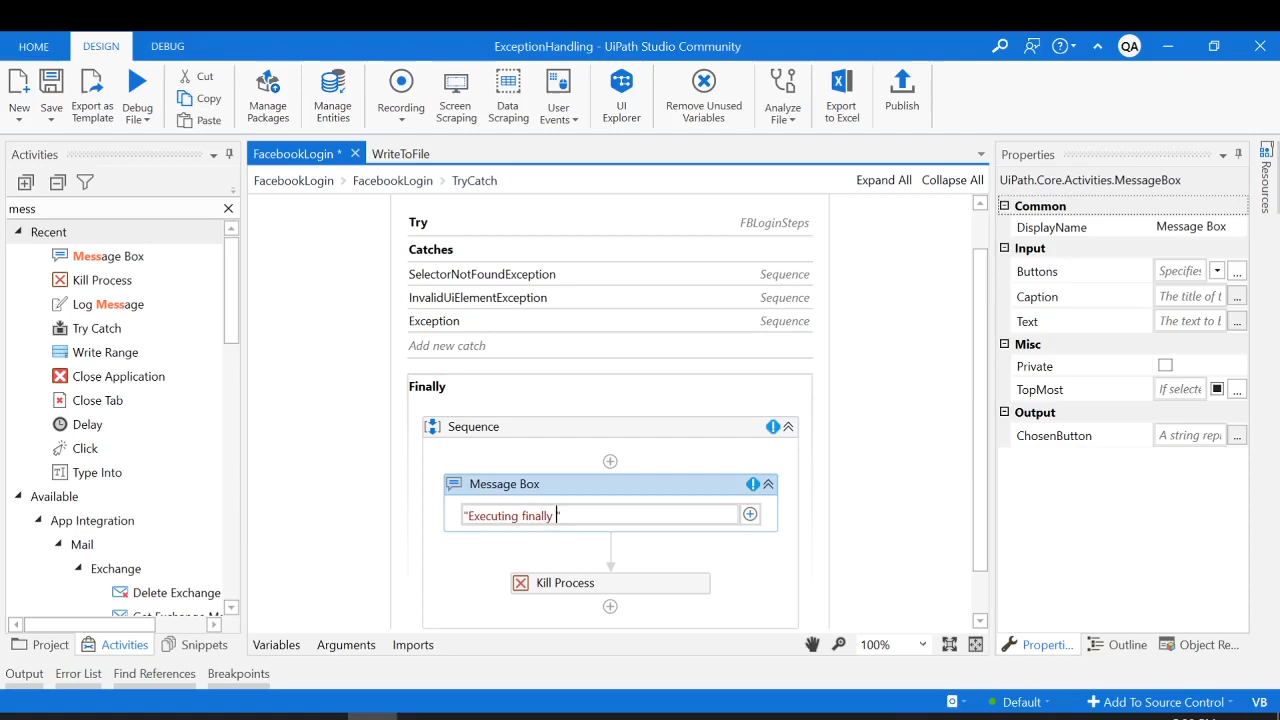 HOME
DESIGN
DEBUG
ExceptionHandling - UiPath Studio Community
QA
New
Save
Export as Template
Debug File
Cut
Copy
Paste
Manage Packages
Manage Entities
Recording
Screen Scraping
Data Scraping
User Events
UI Explorer
Remove Unused Variables
Analyze File
Export to Excel
Publish
Activities
mess
Recent
Message Box
Kill Process
Log Message
Try Catch
Write Range
Close Application
Close Tab
Delay
Click
Type Into
Available
App Integration
Mail
Exchange
Delete Exchange
Project
Activities
Snippets
FacebookLogin *
WriteToFile
FacebookLogin > FacebookLogin > TryCatch
Expand All
Collapse All
Try
FBLoginSteps
Catches
SelectorNotFoundException
Sequence
InvalidUiElementException
Sequence
Exception
Sequence
Add new catch
Finally
Sequence
Message Box
"Executing finally "
Kill Process
Variables
Arguments
Imports
100%
Properties
UiPath.Core.Activities.MessageBox
Common
DisplayName
Message Box
Input
Buttons
Specifies
...
Caption
The title of t
...
Text
The text to b
...
Misc
Private
TopMost
If selecte
...
Output
ChosenButton
A string repr
...
Properti...
Outline
Object Re...
Resources
Output
Error List
Find References
Breakpoints
Default
Add To Source Control
VB